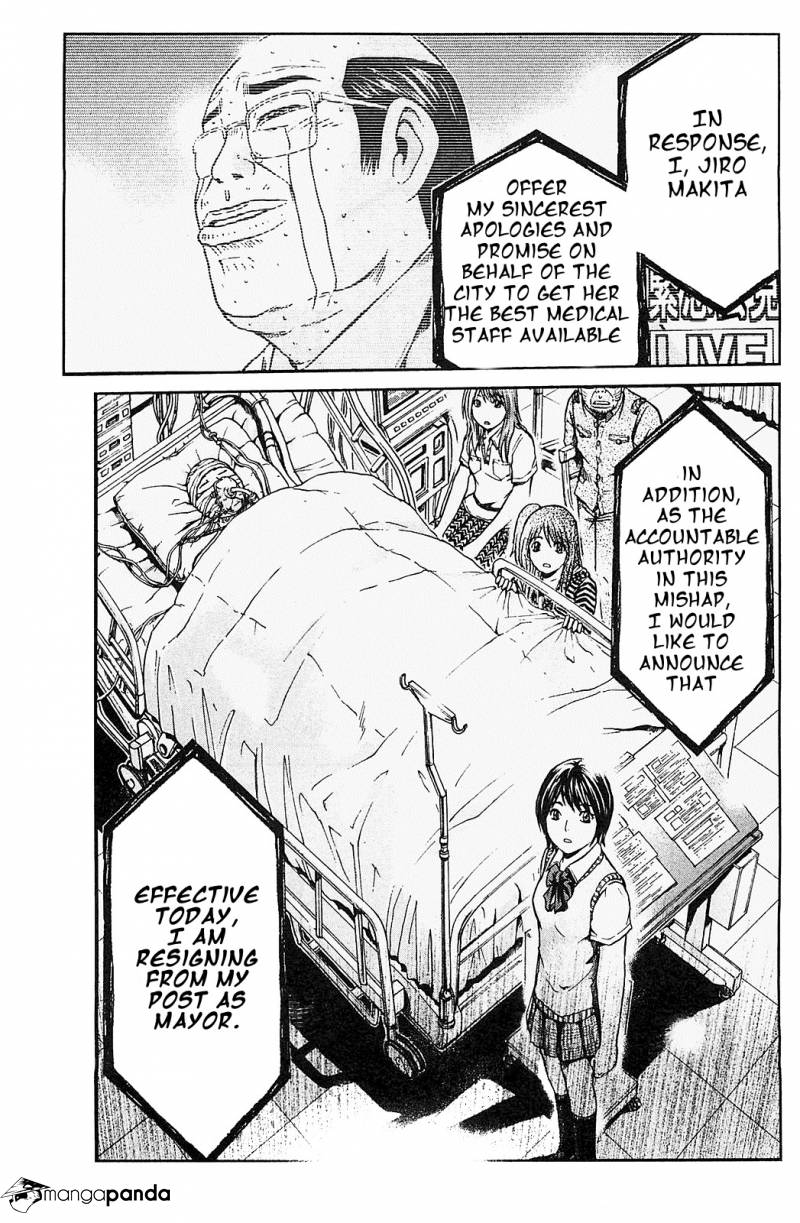 IN
RESPONSE,
I, JIRO
MAKITA
OFFER
MY SINCEREST
APOLOGIES AND
PROMISE ON
BEHALF OF THE
CITY TO GET HER
THE BEST MEDICAL
STAFF AVAILABLE
LIVE
IN
ADDITION,
AS THE
ACCOUNTABLE
AUTHORITY
IN THIS
MISHAP,
I WOULD
LIKE TO
ANNOUNCE
THAT
EFFECTIVE
TODAY,
I AM
RESIGNING
FROM MY
POST AS
MAYOR.
mangapanda